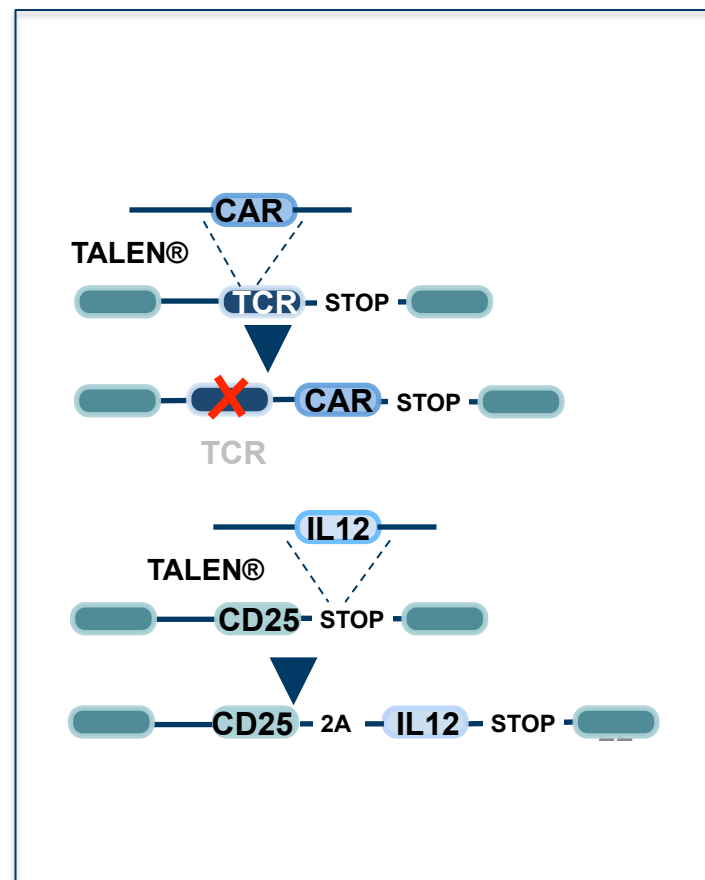 CAR
TALEN®
TCR STOP
CAR STOP
TCR
IL12
TALEN®
CD25 STOP
CD25 2A IL12 STOP